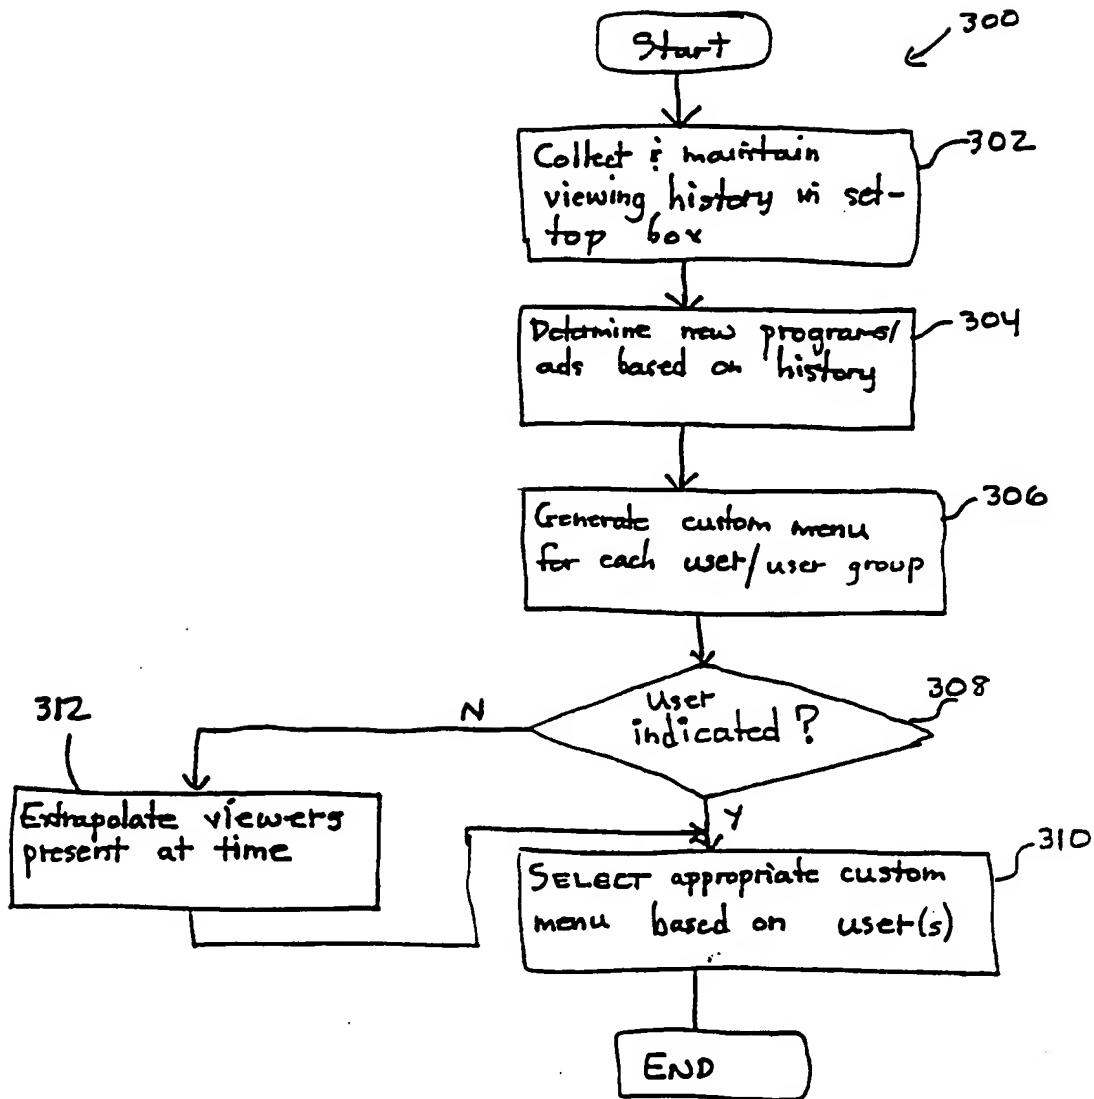 Start
300
Collect & maintain
viewing history in set-
top box
302
Determine new programs/
ads based on history
304
Generate custom menu
for each user/user group
306
User
indicated?
308
N
Y
312
Extrapolate viewers
present at time
SELECT appropriate custom
menu based on user(s)
310
END